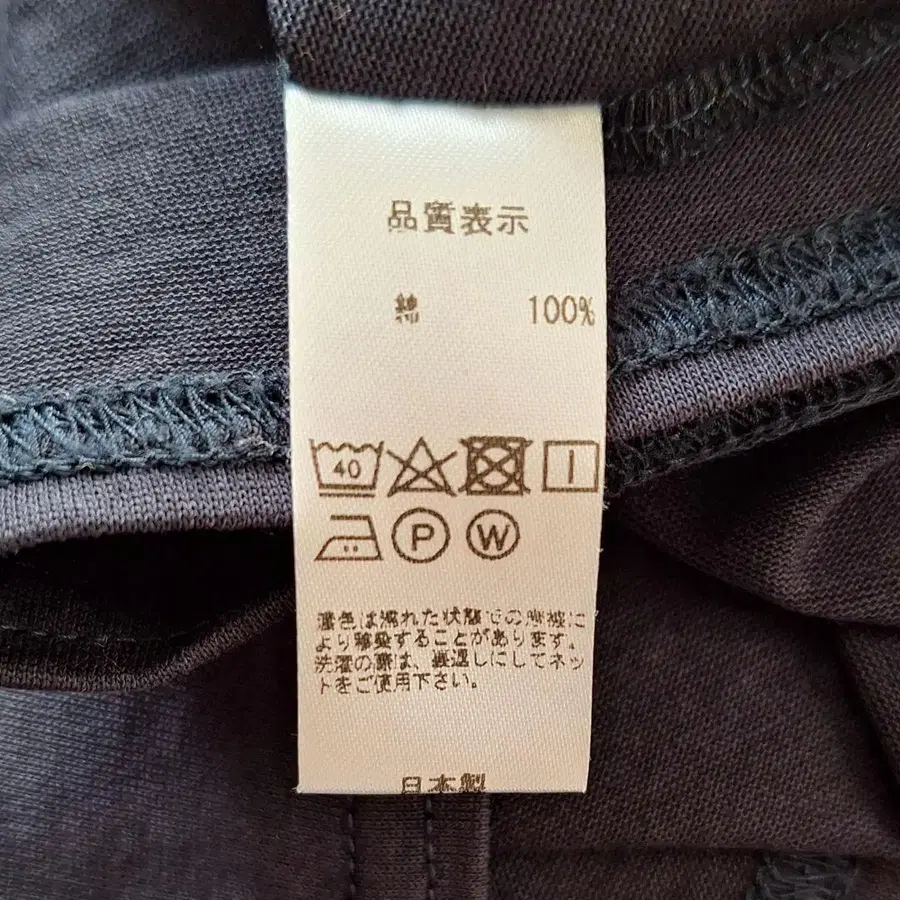 品質表示
綿 100%
40
P W
濃色は濡れた状態での摩擦に
より移染することがあります。
洗濯の際は、裏返しにしてネッ
トをご使用下さい。
日本製